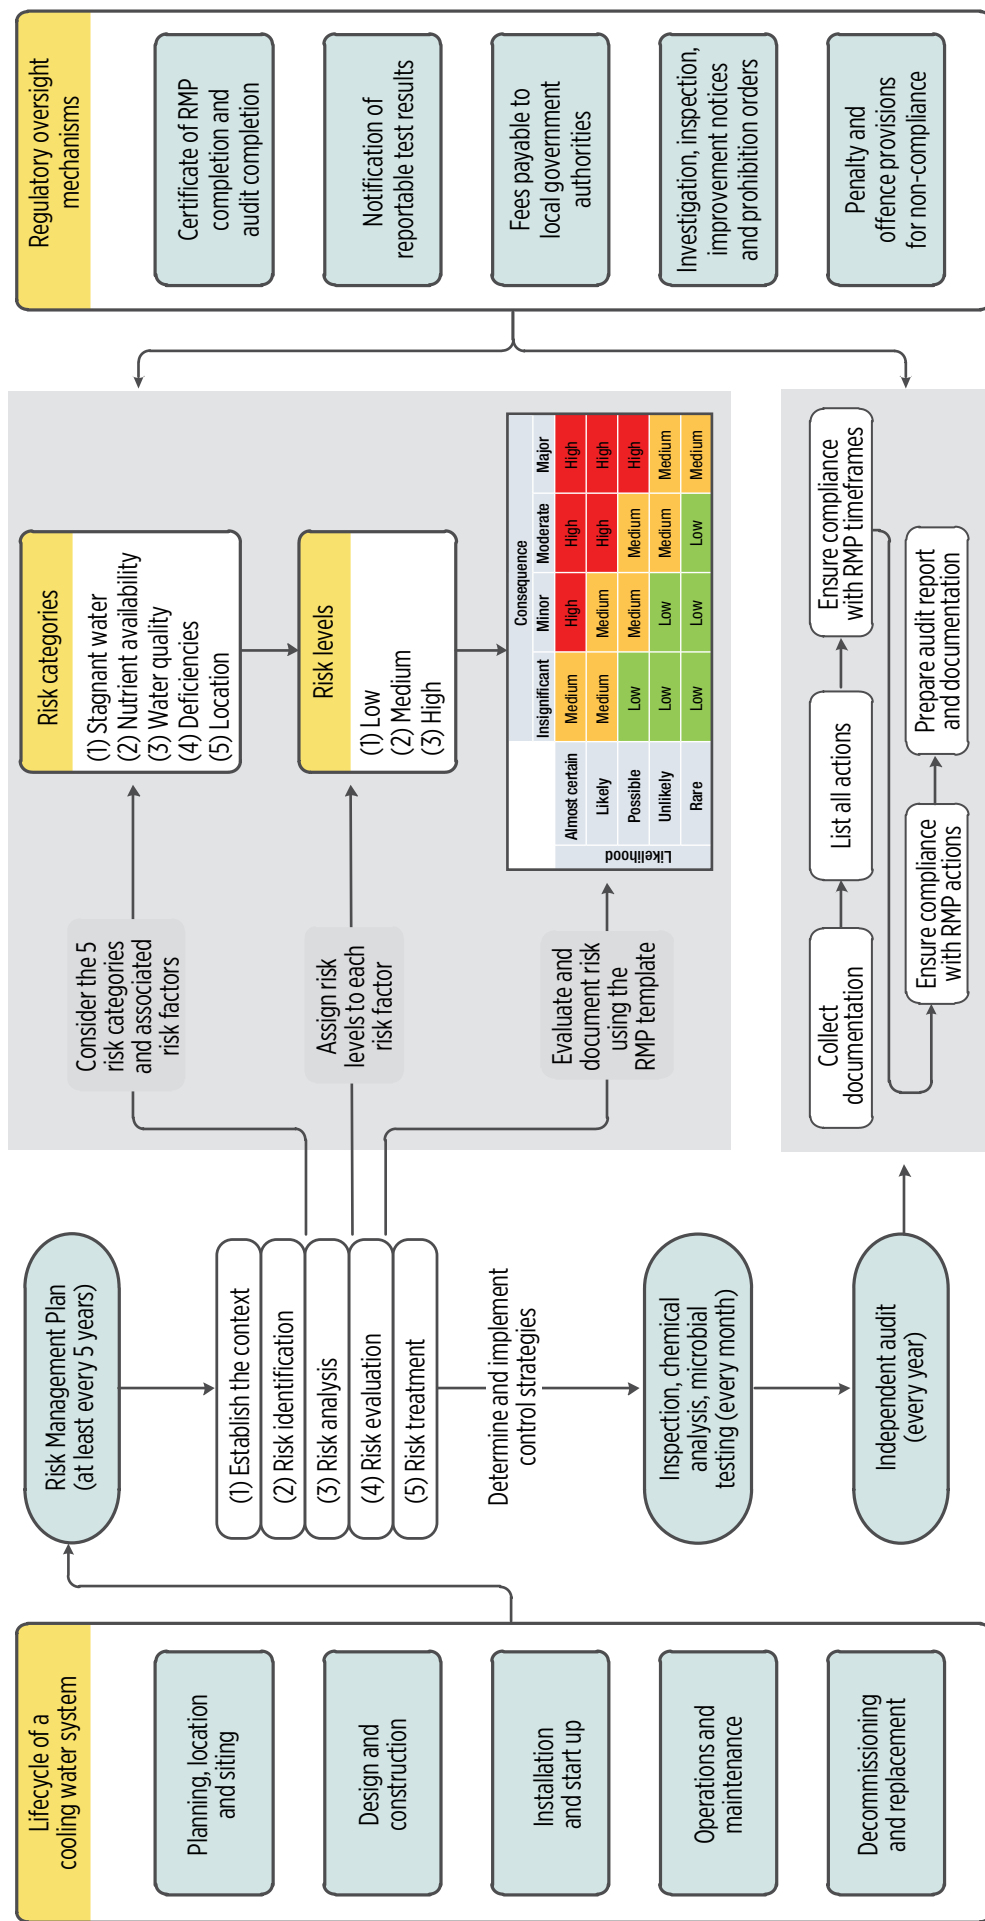 Lifecycle of a
cooling water system
Planning, location
and siting
Design and
construction
Installation
and start up
Operations and
maintenance
Decommissioning
and replacement
Risk Management Plan
(at least every 5 years)
(1) Establish the context
(2) Risk identification
(3) Risk analysis
(4) Risk evaluation
(5) Risk treatment
Determine and implement
control strategies
Inspection, chemical
analysis, microbial
testing (every month)
Independent audit
(every year)
Consider the 5
risk categories
and associated
risk factors
Assign risk
levels to each
risk factor
Evaluate and
document risk
using the
RMP template
Risk categories
(1) Stagnant water
(2) Nutrient availability
(3) Water quality
(4) Deficiencies
(5) Location
Risk levels
(1) Low
(2) Medium
(3) High
Consequence
Insignificant Minor Moderate Major
Likelihood
Almost certain Medium High High High
Likely Medium Medium High High
Possible Low Medium Medium High
Unlikely Low Low Medium Medium
Rare Low Low Low Medium
Collect
documentation
List all actions
Ensure compliance
with RMP timeframes
Ensure compliance
with RMP actions
Prepare audit report
and documentation
Regulatory oversight
mechanisms
Certificate of RMP
completion and
audit completion
Notification of
reportable test results
Fees payable to
local government
authorities
Investigation, inspection,
improvement notices
and prohibition orders
Penalty and
offence provisions
for non-compliance